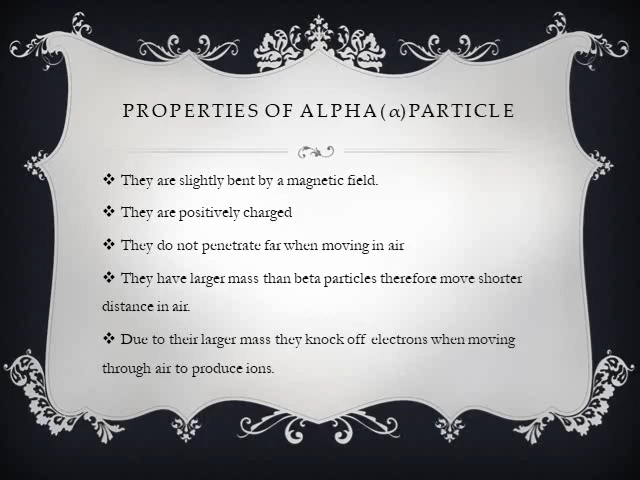 PROPERTIES OF ALPHA(α)PARTICLE
❖ They are slightly bent by a magnetic field.
❖ They are positively charged
❖ They do not penetrate far when moving in air
❖ They have larger mass than beta particles therefore move shorter
distance in air.
❖ Due to their larger mass they knock off electrons when moving
through air to produce ions.